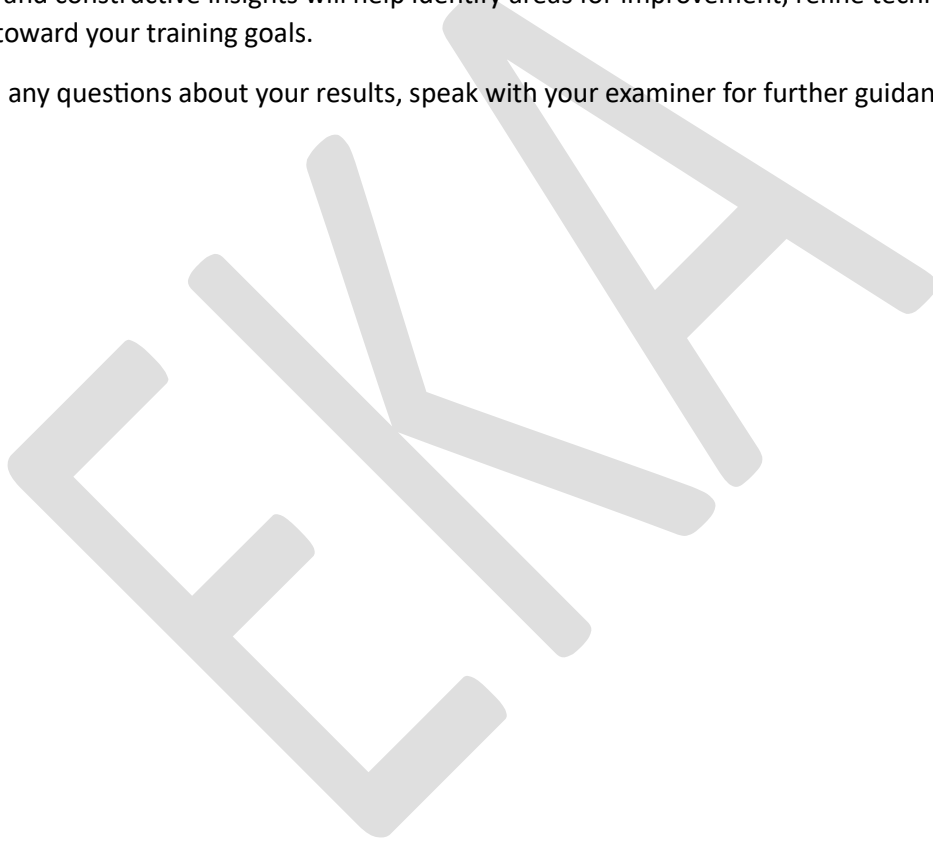 and constructive insights will help identify areas for improvement, refine
toward your training goals.
any questions about your results, speak with your examiner for further
EKA